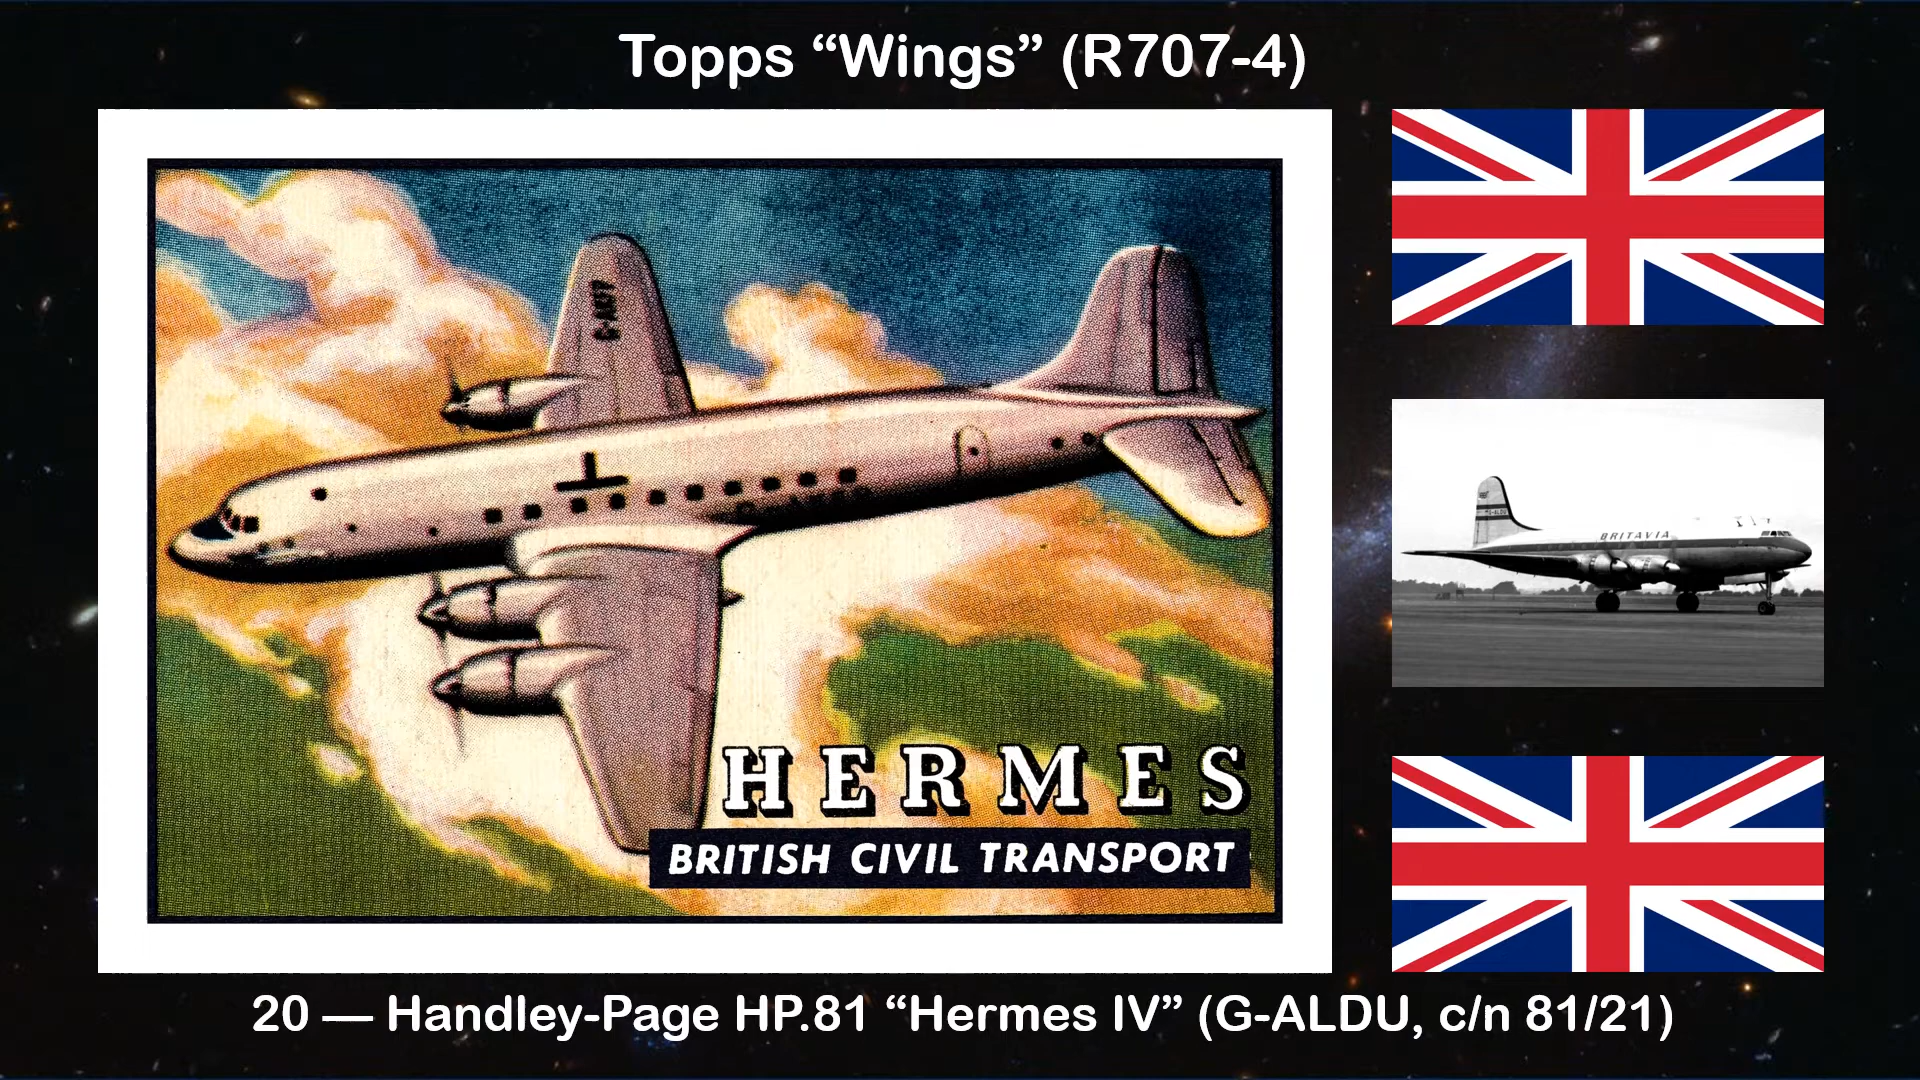 Topps “Wings” (R707-4)
HERMES
BRITISH CIVIL TRANSPORT
BRITAVIA
G-ALDU
20 — Handley-Page HP.81 “Hermes IV” (G-ALDU, c/n 81/21)